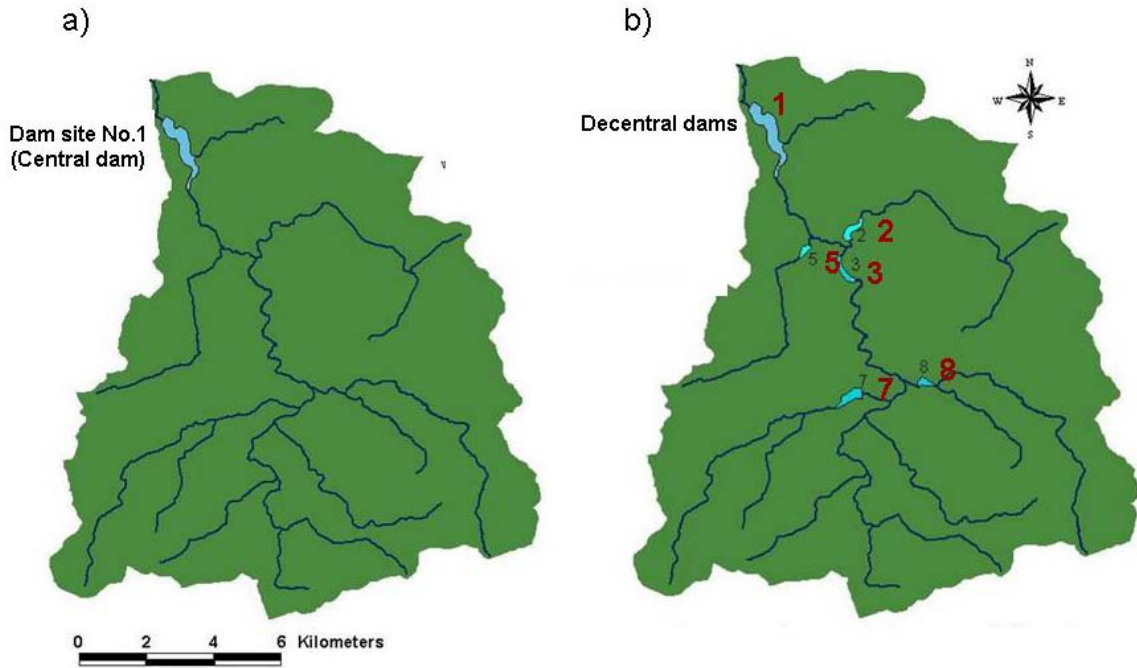 a)
b)
Dam site No.1
(Central dam)
Decentral dams
N
W E
S
1
2
2
5
5
3
3
7
7
8
8
0 2 4 6 Kilometers